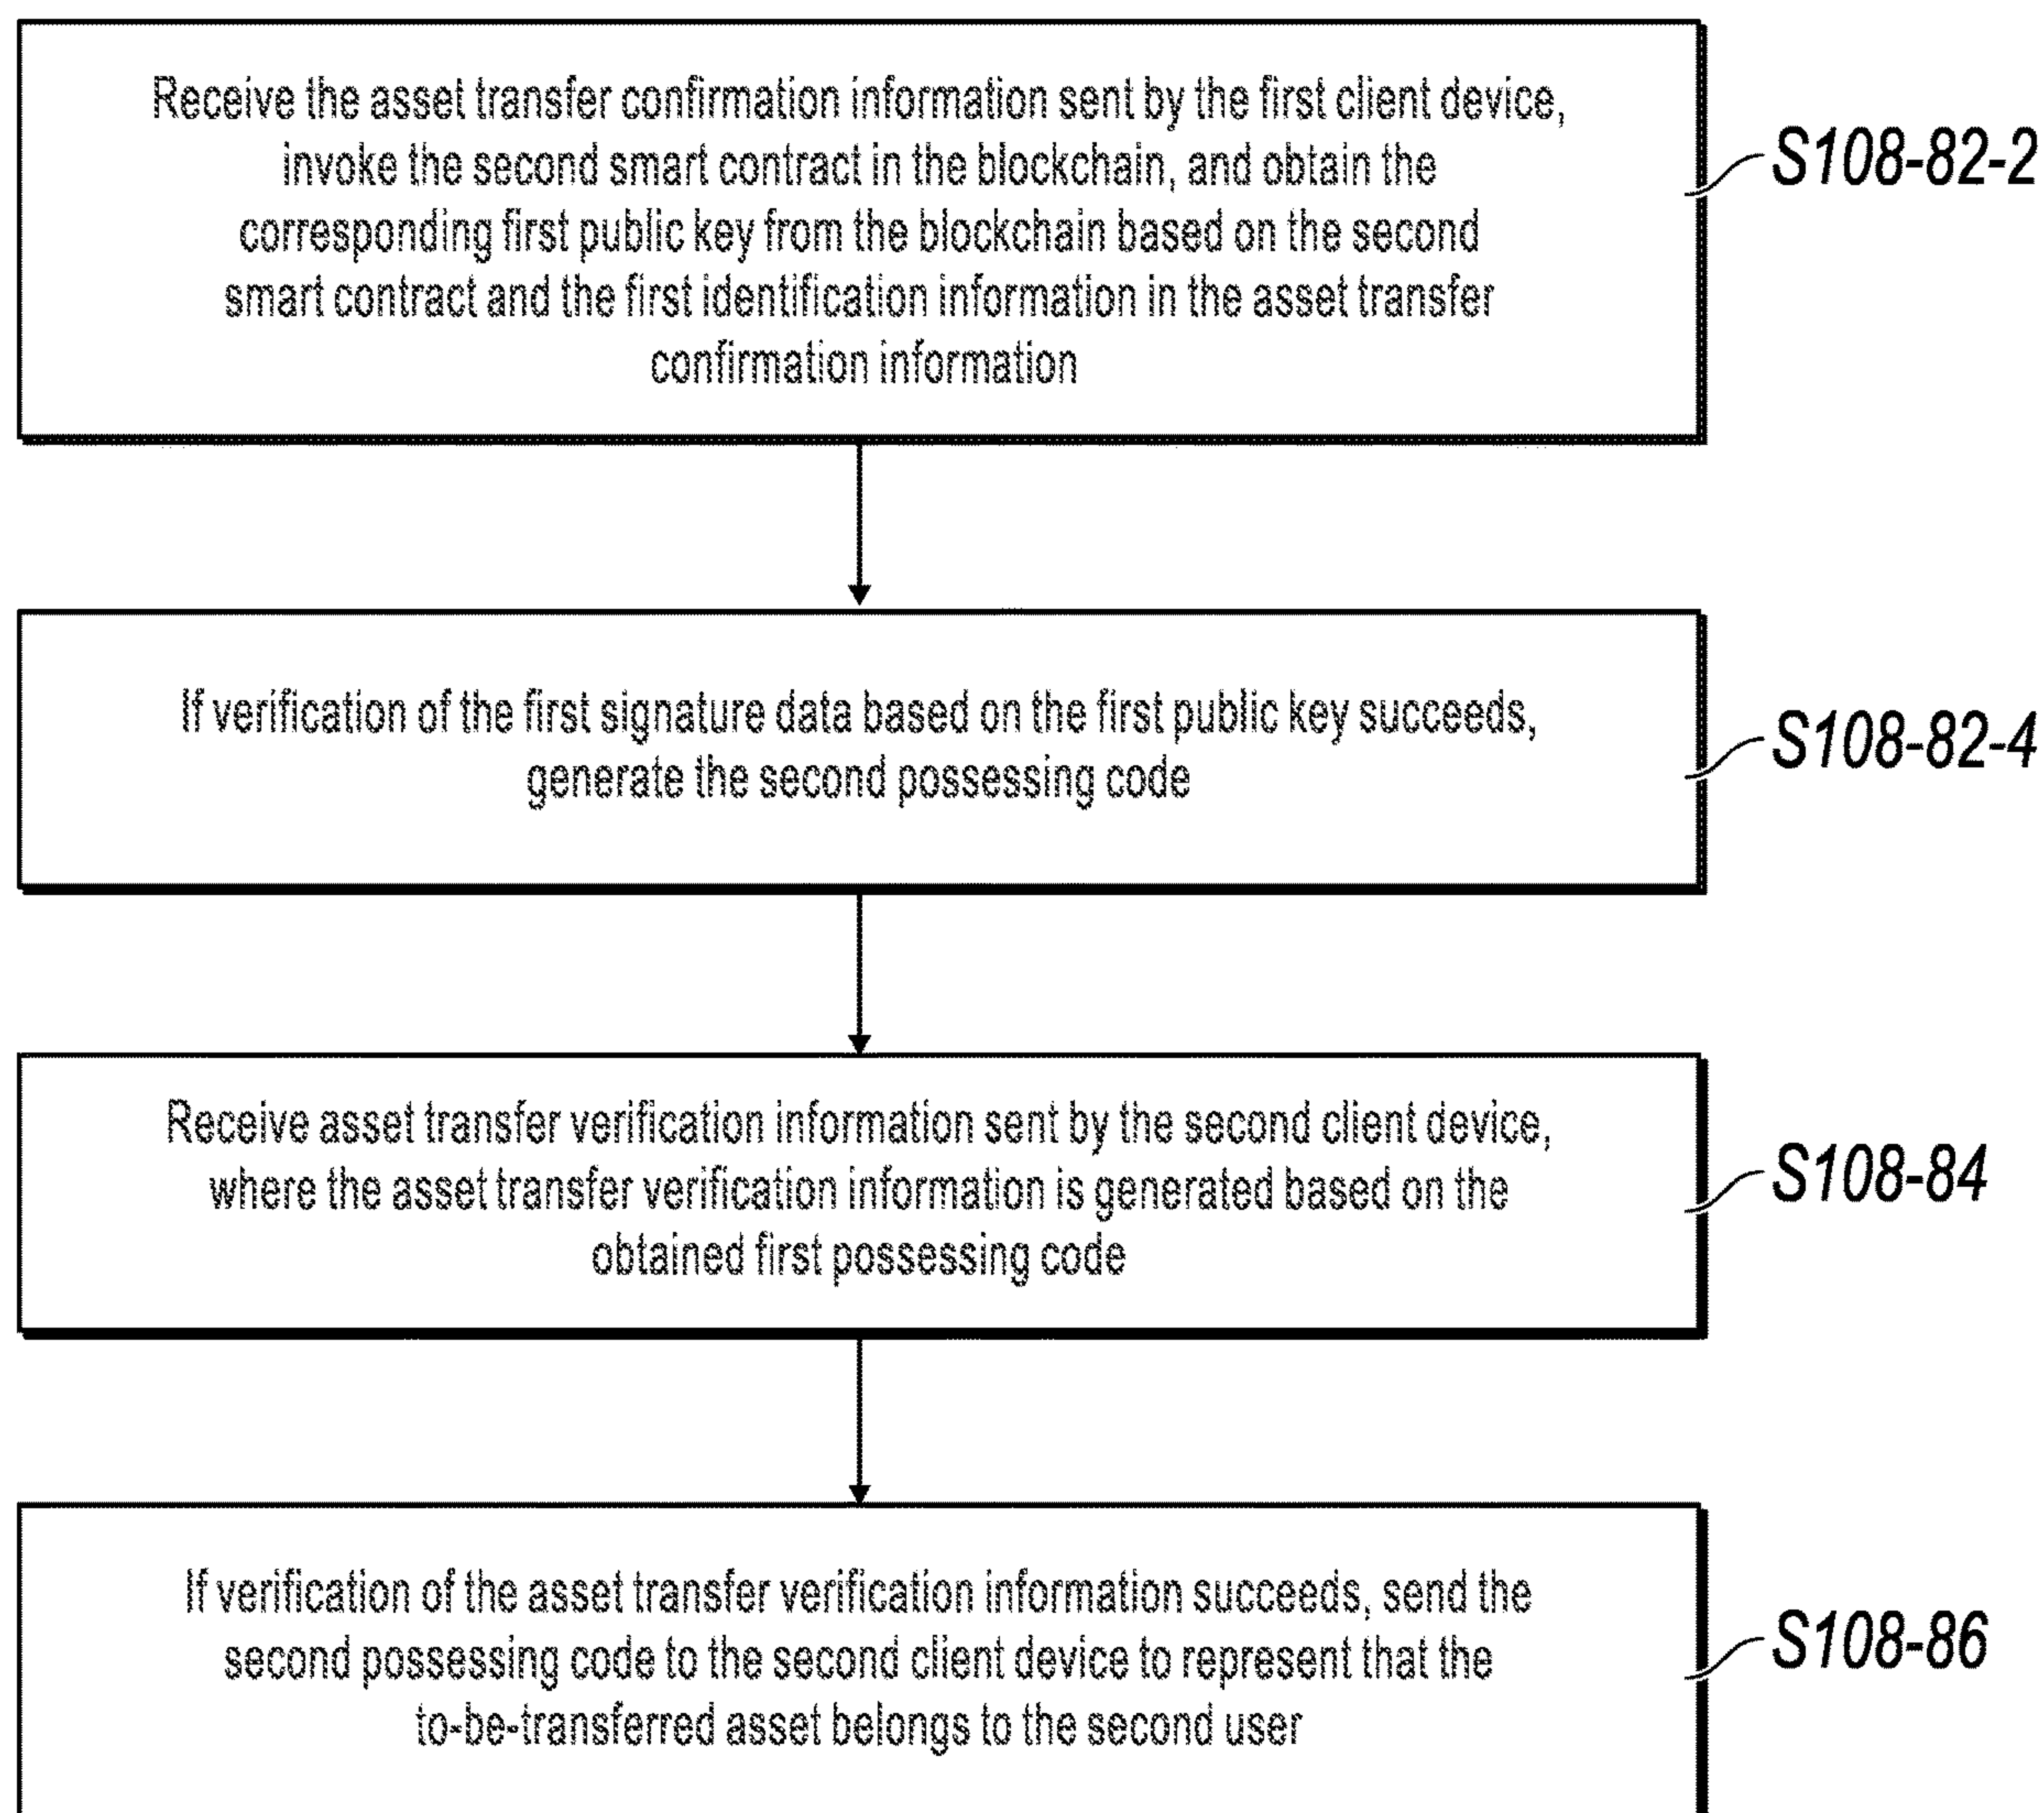 Receive the asset transfer confirmation information sent by the first client device,
invoke the second smart contract in the blockchain, and obtain the
corresponding first public key from the blockchain based on the second
smart contract and the first identification information in the asset transfer
confirmation information
S108-82-2
If verification of the first signature data based on the first public key succeeds,
generate the second possessing code
S108-82-4
Receive asset transfer verification information sent by the second client device,
where the asset transfer verification information is generated based on the
obtained first possessing code
S108-84
If verification of the asset transfer verification information succeeds, send the
second possessing code to the second client device to represent that the
to-be-transferred asset belongs to the second user
S108-86